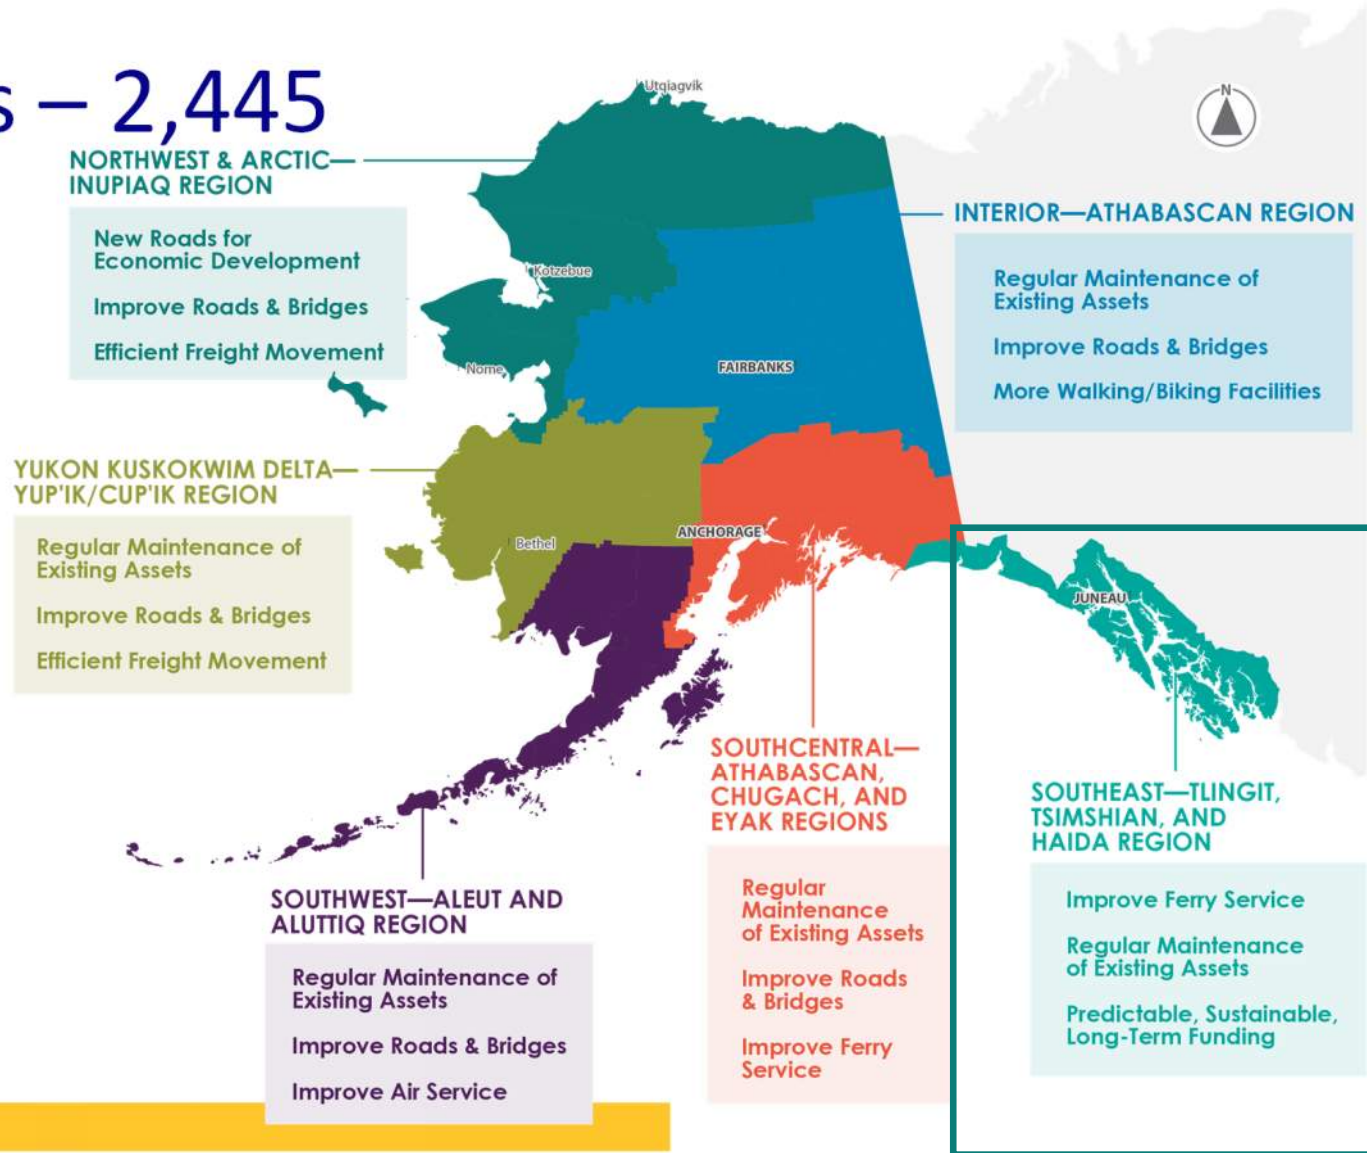 s – 2,445
Utqiagvik
N
NORTHWEST & ARCTIC—
INUPIAQ REGION
New Roads for
Economic Development
Improve Roads & Bridges
Efficient Freight Movement
INTERIOR—ATHABASCAN REGION
Regular Maintenance of
Existing Assets
Improve Roads & Bridges
More Walking/Biking Facilities
Kotzebue
Nome
FAIRBANKS
YUKON KUSKOKWIM DELTA—
YUP'IK/CUP'IK REGION
Regular Maintenance of
Existing Assets
Improve Roads & Bridges
Efficient Freight Movement
Bethel
ANCHORAGE
JUNEAU
SOUTHWEST—ALEUT AND
ALUTTIQ REGION
Regular Maintenance of
Existing Assets
Improve Roads & Bridges
Improve Air Service
SOUTHCENTRAL—
ATHABASCAN,
CHUGACH, AND
EYAK REGIONS
Regular
Maintenance
of Existing Assets
Improve Roads
& Bridges
Improve Ferry
Service
SOUTHEAST—TLINGIT,
TSIMSHIAN, AND
HAIDA REGION
Improve Ferry Service
Regular Maintenance
of Existing Assets
Predictable, Sustainable,
Long-Term Funding